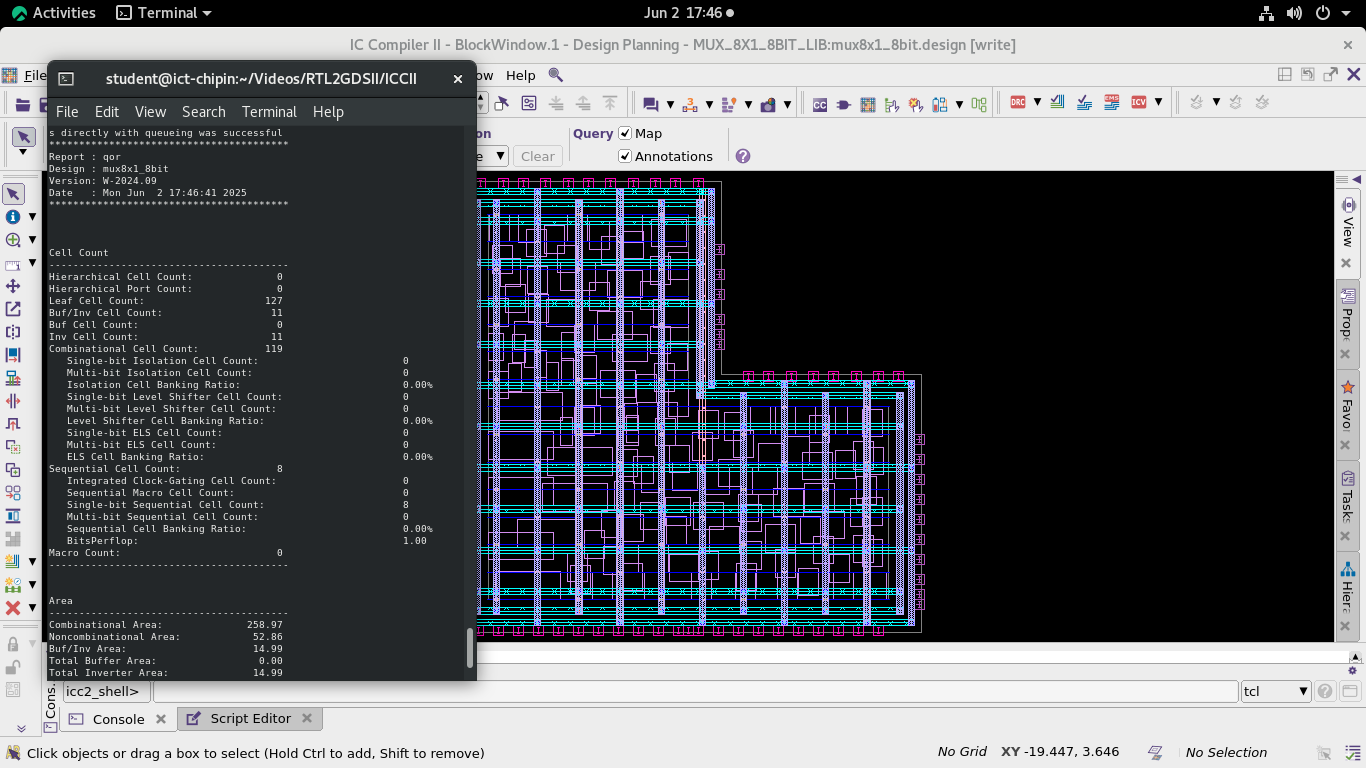 Activities
Terminal
Jun 2 17:46
IC Compiler II - BlockWindow.1 - Design Planning - MUX_8X1_8BIT_LIB:mux8x1_8bit.design [write]
File
ow
Help
student@ict-chipin:~/Videos/RTL2GDSII/ICCII
File Edit View Search Terminal Help
DRC
EMS
ICV
CC
on
Query
Map
e
Clear
Annotations
s directly with queueing was successful
****************************************
Report : qor
Design : mux8x1_8bit
Version: W-2024.09
Date : Mon Jun 2 17:46:41 2025
****************************************
Cell Count
----------------------------------------
Hierarchical Cell Count: 0
Hierarchical Port Count: 0
Leaf Cell Count: 127
Buf/Inv Cell Count: 11
Buf Cell Count: 0
Inv Cell Count: 11
Combinational Cell Count: 119
Single-bit Isolation Cell Count: 0
Multi-bit Isolation Cell Count: 0
Isolation Cell Banking Ratio: 0.00%
Single-bit Level Shifter Cell Count: 0
Multi-bit Level Shifter Cell Count: 0
Level Shifter Cell Banking Ratio: 0.00%
Single-bit ELS Cell Count: 0
Multi-bit ELS Cell Count: 0
ELS Cell Banking Ratio: 0.00%
Sequential Cell Count: 8
Integrated Clock-Gating Cell Count: 0
Sequential Macro Cell Count: 0
Single-bit Sequential Cell Count: 8
Multi-bit Sequential Cell Count: 0
Sequential Cell Banking Ratio: 0.00%
BitsPerflop: 1.00
Macro Count: 0
----------------------------------------
Area
----------------------------------------
Combinational Area: 258.97
Noncombinational Area: 52.86
Buf/Inv Area: 14.99
Total Buffer Area: 0.00
Total Inverter Area: 14.99
View
Prop
Favo
Tasks
Hier
Cons.
icc2_shell>
tcl
Console
Script Editor
Click objects or drag a box to select (Hold Ctrl to add, Shift to remove)
No Grid
XY -19.447, 3.646
No Selection